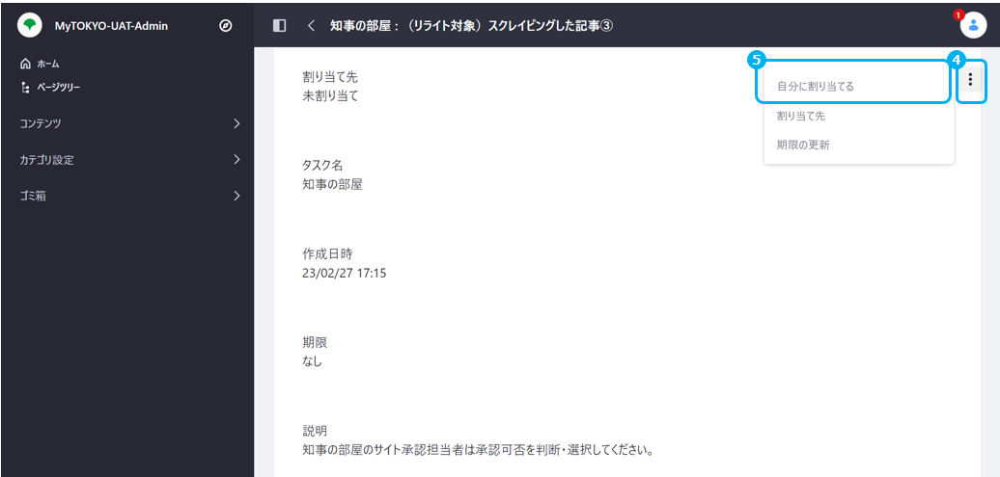 MyTOKYO-UAT-Admin
知事の部屋：（リライト対象）スクレイピングした記事③
1
ホーム
ページツリー
コンテンツ
カテゴリ設定
ゴミ箱
割り当て先
未割り当て
5
4
自分に割り当てる
割り当て先
期限の更新
タスク名
知事の部屋
作成日時
23/02/27 17:15
期限
なし
説明
知事の部屋のサイト承認担当者は承認可否を判断・選択してください。